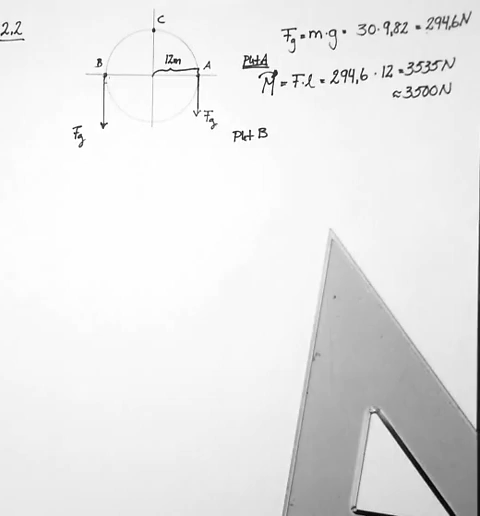 2.2
C
B
12m
A
Fg
Fg
Fg = m·g = 30·9,82 = 294,6N
Pkt A
M = F·l = 294,6 · 12 = 3535N
≈ 3500N
Pkt B